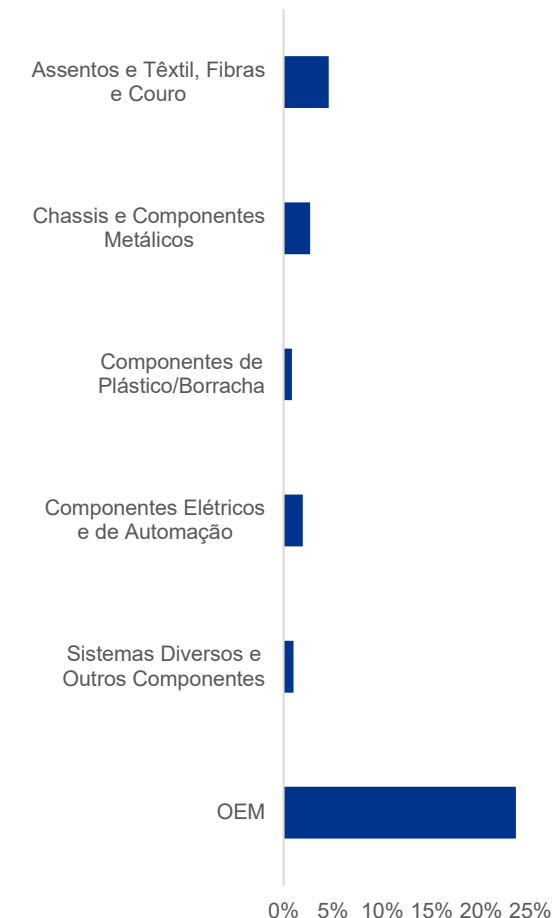 Assentos e Têxtil, Fibras
e Couro
Chassis e Componentes
Metálicos
Componentes de
Plástico/Borracha
Componentes Elétricos
e de Automação
Sistemas Diversos e
Outros Componentes
OEM
0% 5% 10% 15% 20% 25%